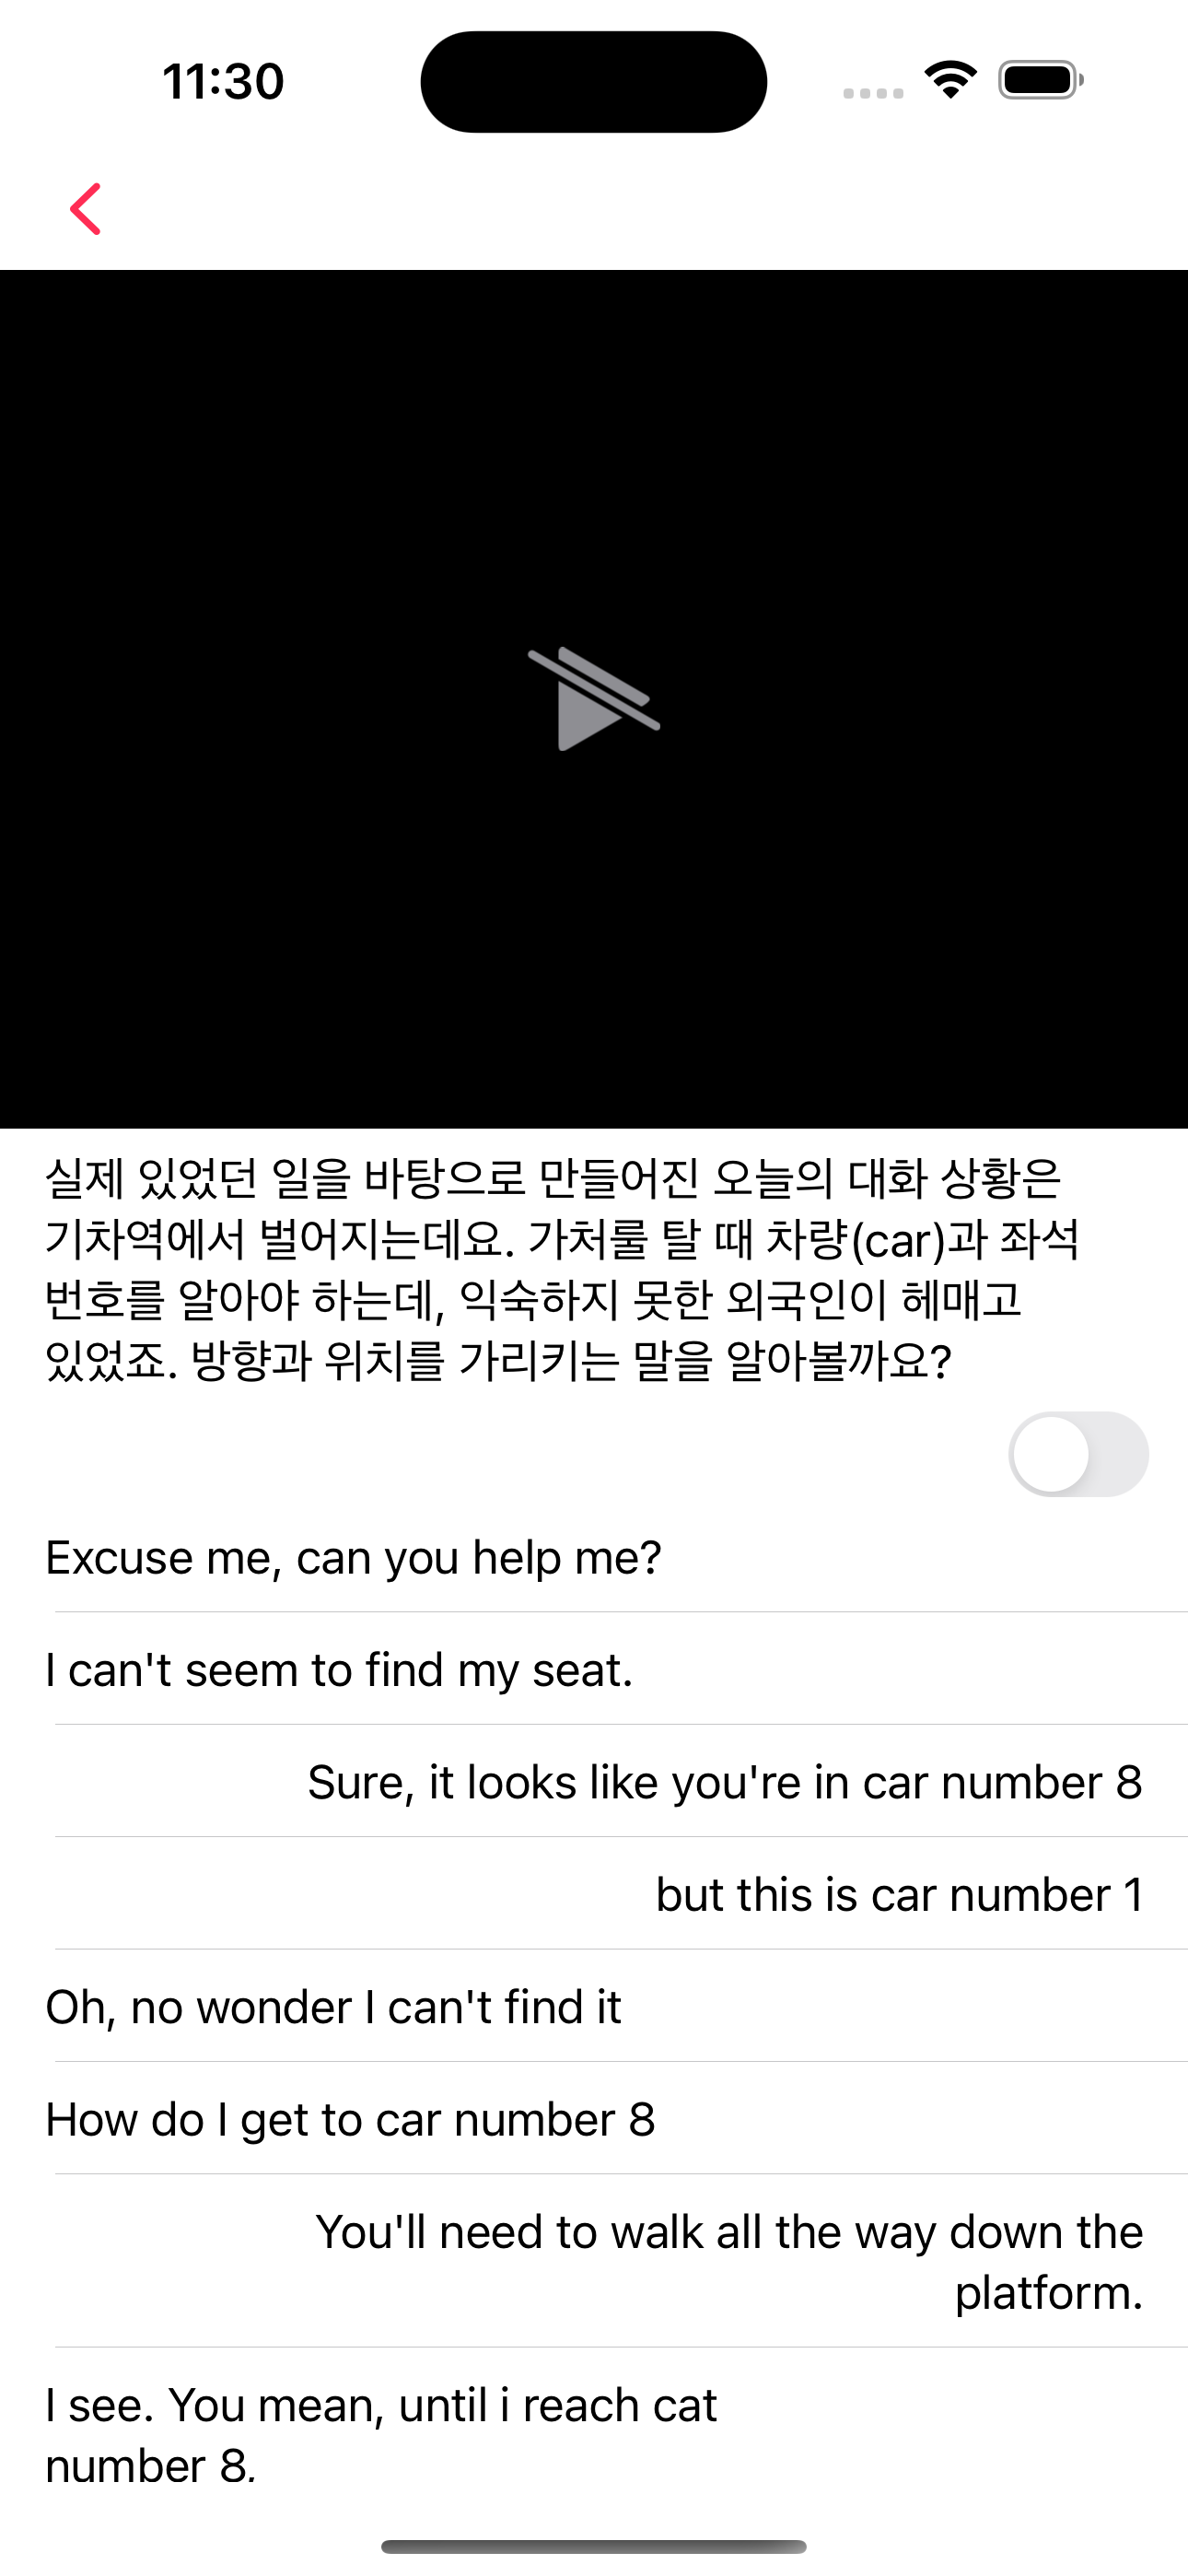 11:30
실제 있었던 일을 바탕으로 만들어진 오늘의 대화 상황은
기차역에서 벌어지는데요. 가처룰 탈 때 차량(car)과 좌석
번호를 알아야 하는데, 익숙하지 못한 외국인이 헤매고
있었죠. 방향과 위치를 가리키는 말을 알아볼까요?
Excuse me, can you help me?
I can't seem to find my seat.
Sure, it looks like you're in car number 8
but this is car number 1
Oh, no wonder I can't find it
How do I get to car number 8
You'll need to walk all the way down the
platform.
I see. You mean, until i reach cat
number 8.